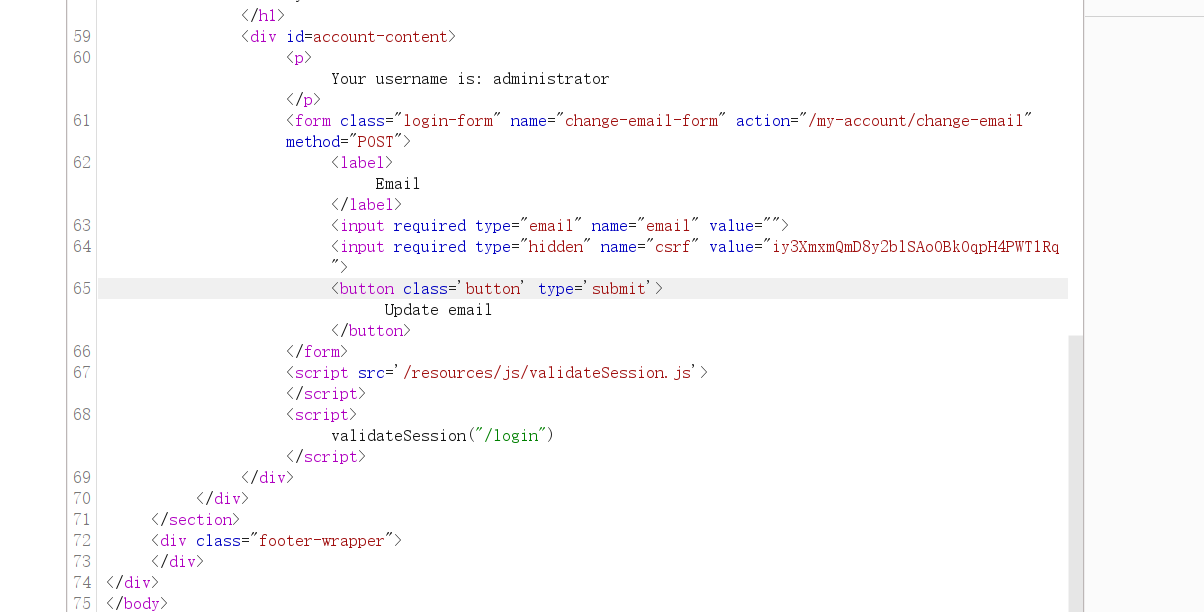 </h1>
59 <div id=account-content>
60 <p>
Your username is: administrator
</p>
61 <form class="login-form" name="change-email-form" action="/my-account/change-email"
method="POST">
62 <label>
Email
</label>
63 <input required type="email" name="email" value="">
64 <input required type="hidden" name="csrf" value="iy3XmxmQmD8y2blSAoOBkOqpH4PWTlRq
">
65 <button class='button' type='submit'>
Update email
</button>
66 </form>
67 <script src='/resources/js/validateSession.js'>
</script>
68 <script>
validateSession("/login")
</script>
69 </div>
70 </div>
71 </section>
72 <div class="footer-wrapper">
73 </div>
74 </div>
75 </body>